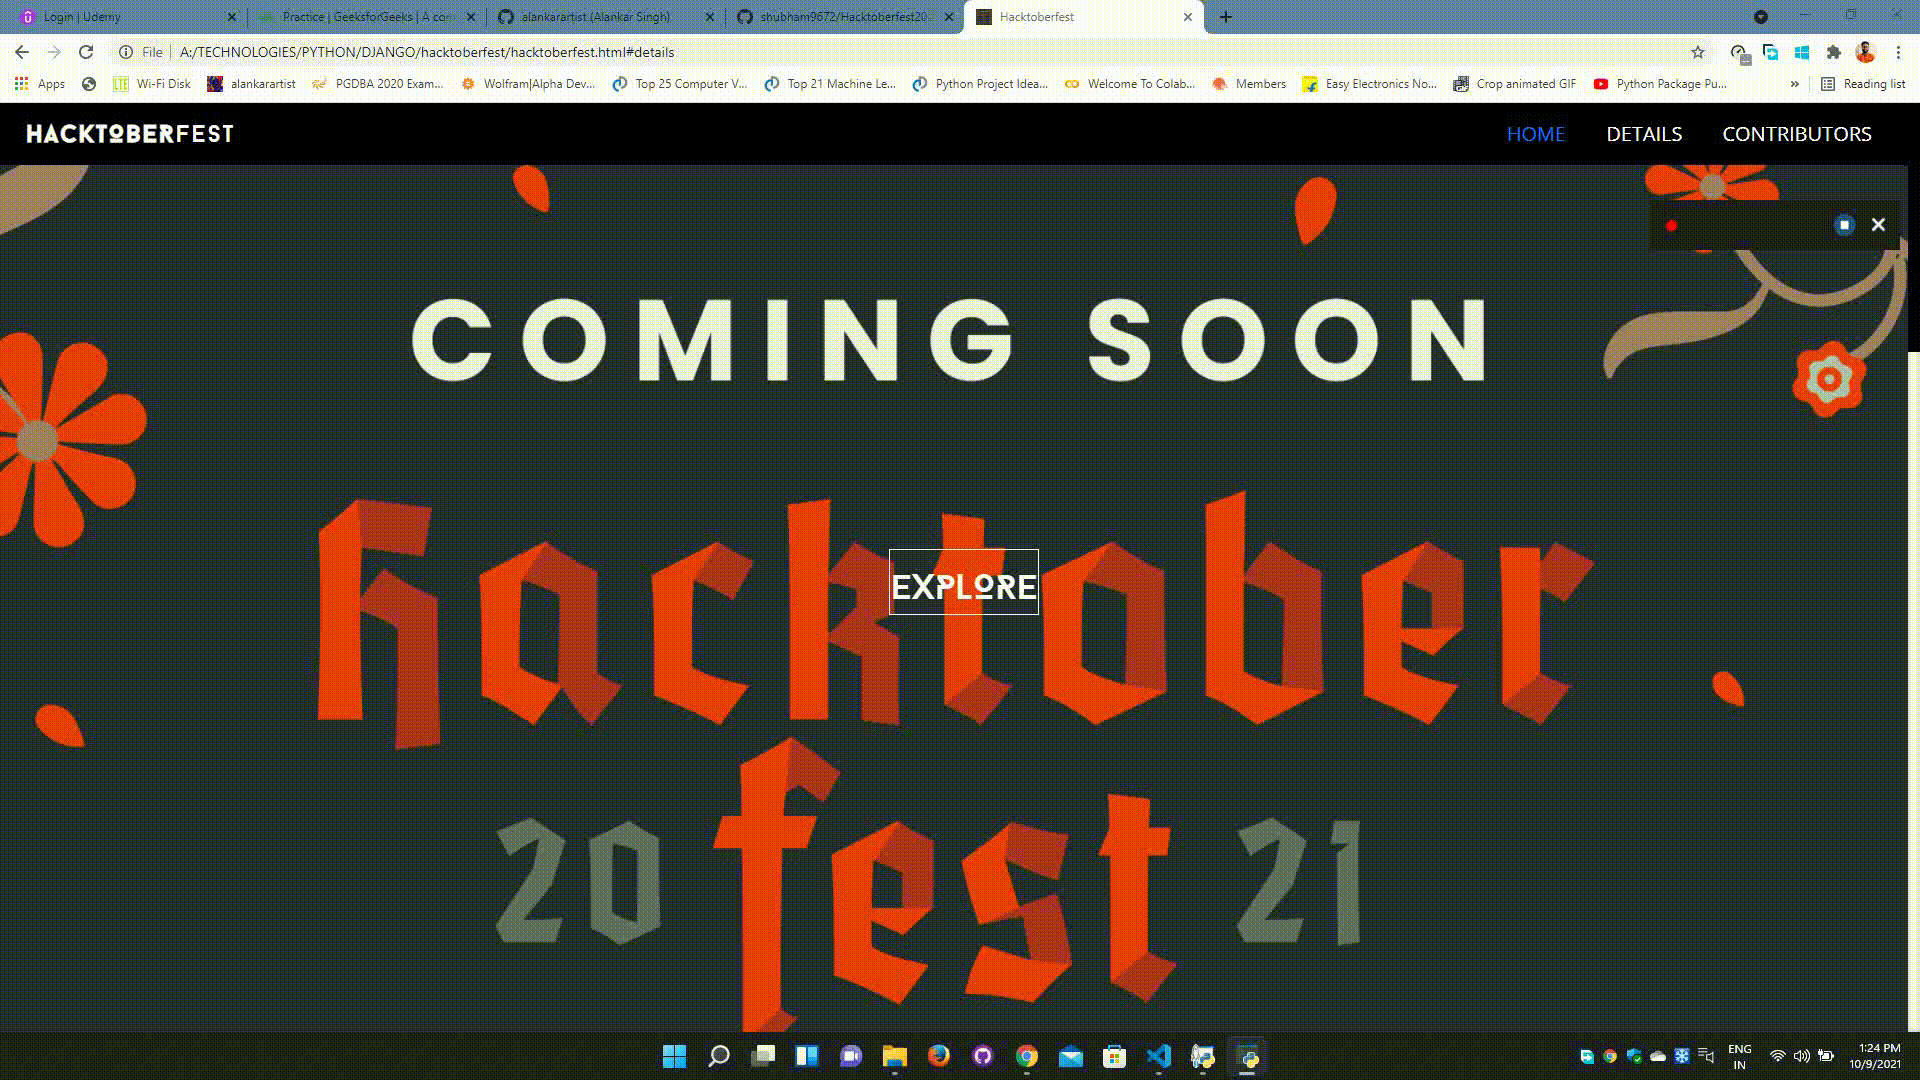 Login | Udemy
Practice | GeeksforGeeks | A com
alankarartist (Alankar Singh)
shubham9672/Hacktoberfest20
Hacktoberfest
File
A:/TECHNOLOGIES/PYTHON/DJANGO/hacktoberfest/hacktoberfest.html#details
Apps
LTE
Wi-Fi Disk
alankarartist
PGDBA 2020 Exam...
Wolfram|Alpha Dev...
Top 25 Computer V...
Top 21 Machine Le...
Python Project Idea...
Welcome To Colab...
Members
Easy Electronics No...
Crop animated GIF
Python Package Pu...
»
Reading list
HACKTOBERFEST
HOME
DETAILS
CONTRIBUTORS
COMING SOON
hacktober
EXPLORE
20 fest 21
ENG
IN
1:24 PM
10/9/2021